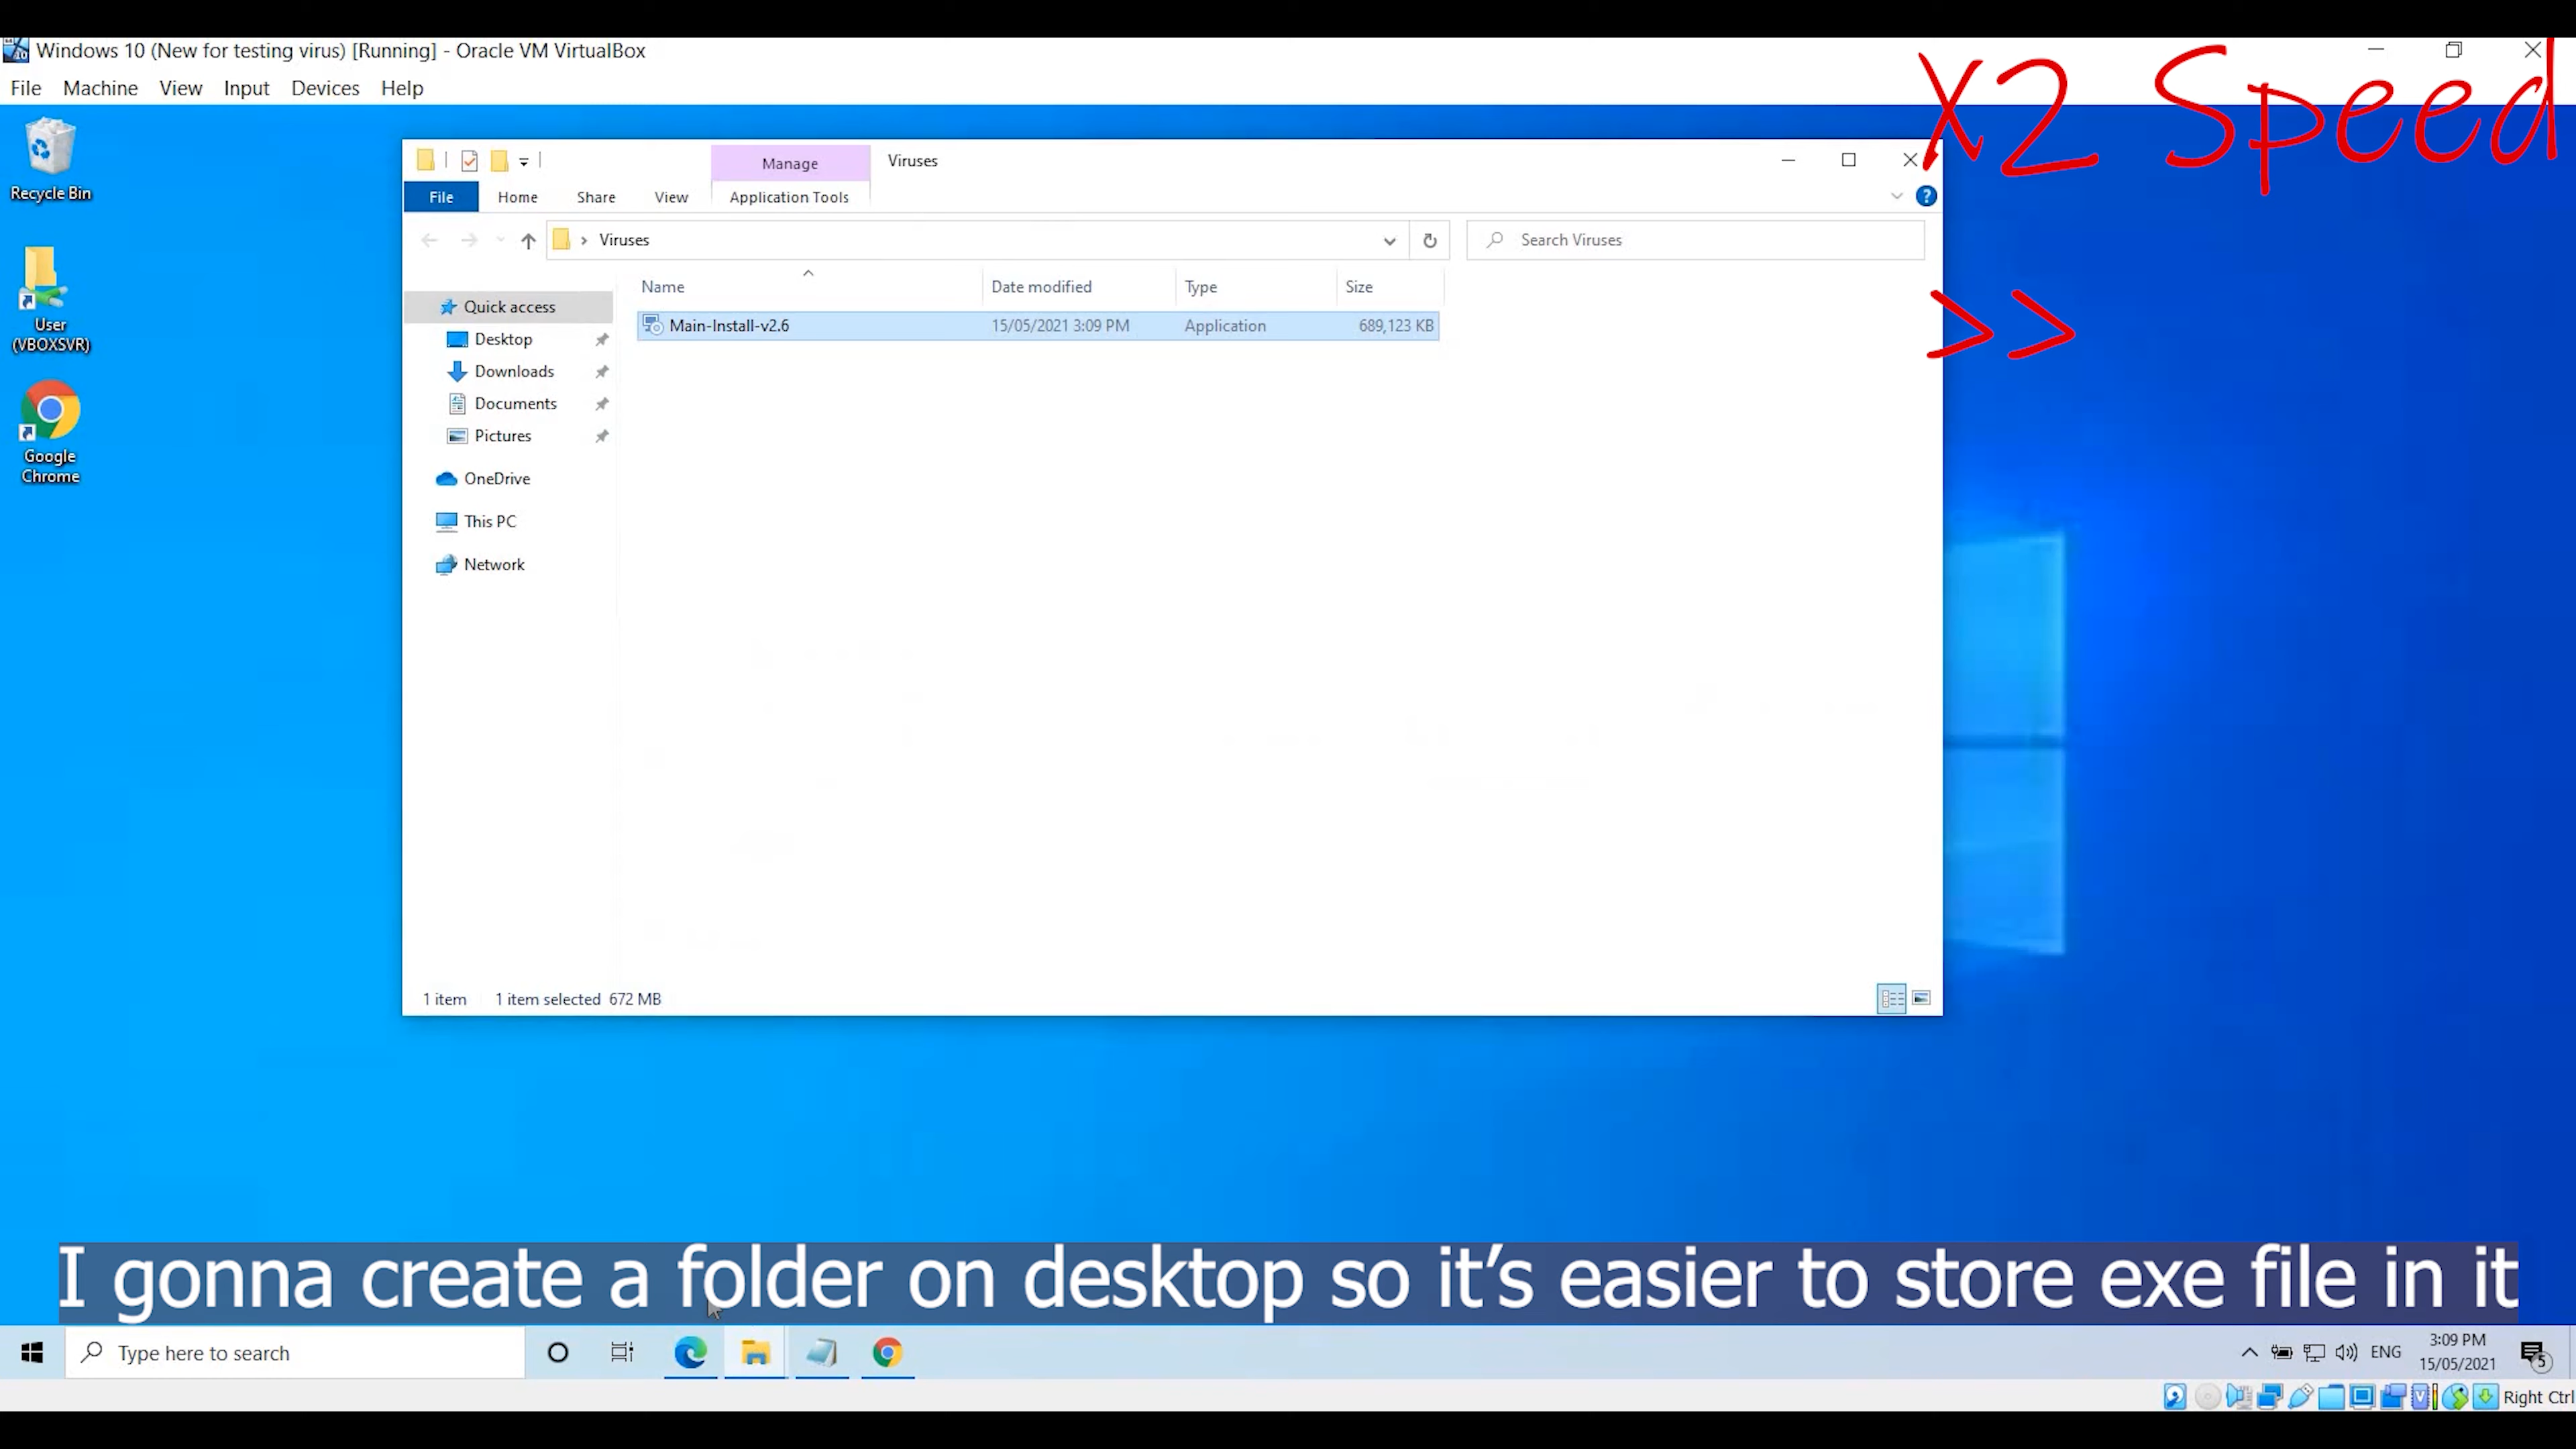 Windows 10 (New for testing virus) [Running] - Oracle VM VirtualBox
File Machine View Input Devices Help
X2 Speed
>>
Recycle Bin
User
(VBOXSVR)
Google
Chrome
Manage
Viruses
File Home Share View Application Tools
Viruses
Search Viruses
Name Date modified Type Size
Main-Install-v2.6 15/05/2021 3:09 PM Application 689,123 KB
Quick access
Desktop
Downloads
Documents
Pictures
OneDrive
This PC
Network
1 item 1 item selected 672 MB
I gonna create a folder on desktop so it’s easier to store exe file in it
Type here to search
ENG
3:09 PM
15/05/2021
5
Right Ctrl